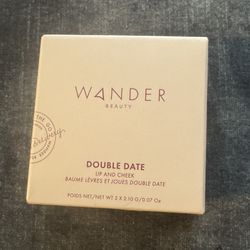 WANDER
BEAUTY
DOUBLE DATE
LIP AND CHEEK
BAUME LÈVRES ET JOUES DOUBLE DATE
POIDS NET/NET WT 2 X 2.10 G/0.07 Oz